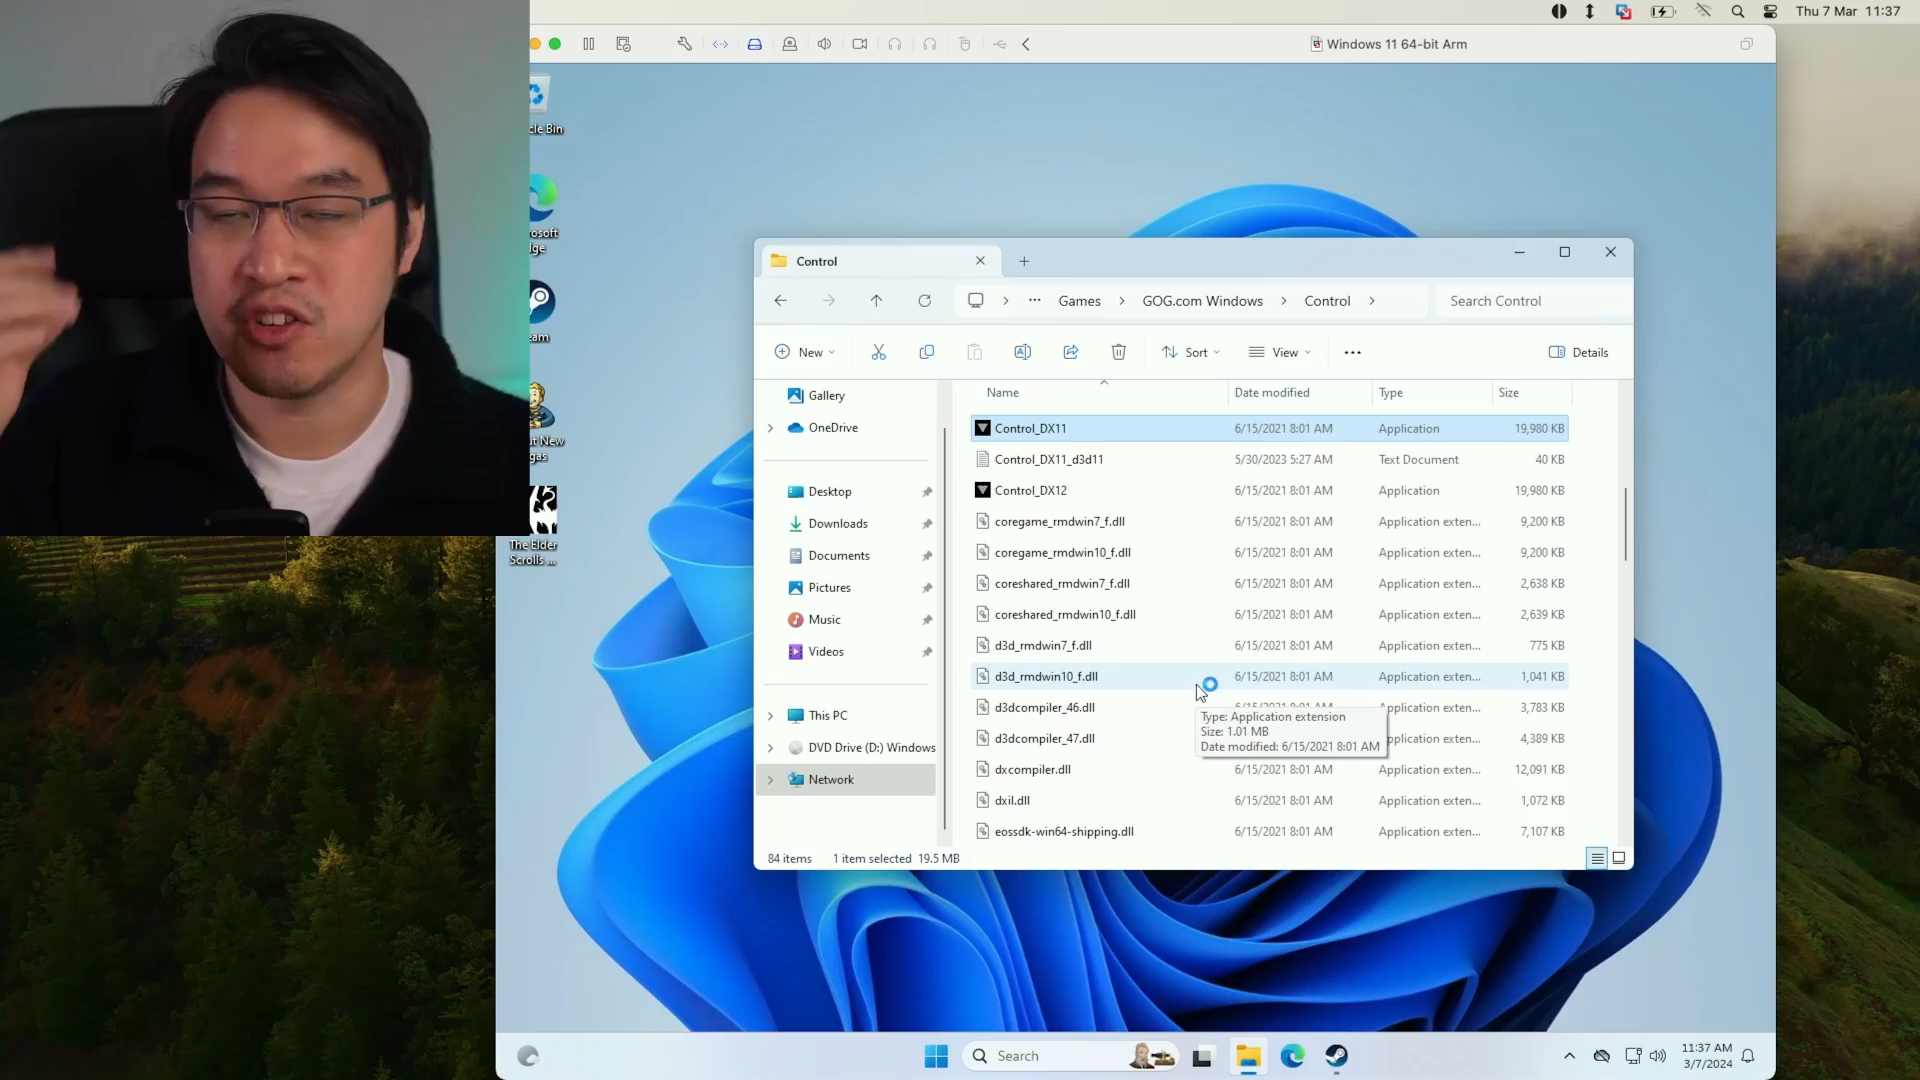 Thu 7 Mar 11:37
Windows 11 64-bit Arm
cle Bin
rosoft
dge
eam
ut New
gas
The Elder
Scrolls ...
Control
Games
GOG.com Windows
Control
Search Control
New
Sort
View
Details
Gallery
OneDrive
Desktop
Downloads
Documents
Pictures
Music
Videos
This PC
DVD Drive (D:) Windows
Network
Name Date modified Type Size
Control_DX11 6/15/2021 8:01 AM Application 19,980 KB
Control_DX11_d3d11 5/30/2023 5:27 AM Text Document 40 KB
Control_DX12 6/15/2021 8:01 AM Application 19,980 KB
coregame_rmdwin7_f.dll 6/15/2021 8:01 AM Application exten... 9,200 KB
coregame_rmdwin10_f.dll 6/15/2021 8:01 AM Application exten... 9,200 KB
coreshared_rmdwin7_f.dll 6/15/2021 8:01 AM Application exten... 2,638 KB
coreshared_rmdwin10_f.dll 6/15/2021 8:01 AM Application exten... 2,639 KB
d3d_rmdwin7_f.dll 6/15/2021 8:01 AM Application exten... 775 KB
d3d_rmdwin10_f.dll 6/15/2021 8:01 AM Application exten... 1,041 KB
d3dcompiler_46.dll 6/15/2021 8:01 AM pplication exten... 3,783 KB
d3dcompiler_47.dll pplication exten... 4,389 KB
dxcompiler.dll 6/15/2021 8:01 AM Application exten... 12,091 KB
dxil.dll 6/15/2021 8:01 AM Application exten... 1,072 KB
eossdk-win64-shipping.dll 6/15/2021 8:01 AM Application exten... 7,107 KB
Type: Application extension
Size: 1.01 MB
Date modified: 6/15/2021 8:01 AM
84 items 1 item selected 19.5 MB
Search
11:37 AM
3/7/2024